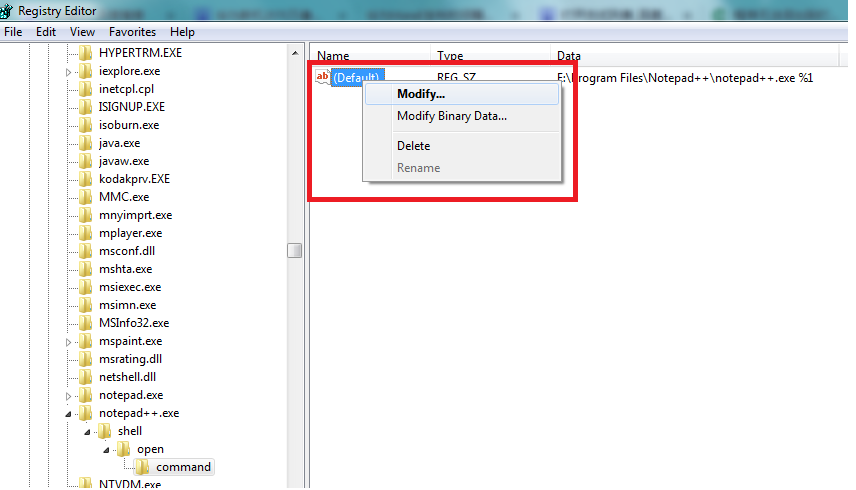 Registry Editor
File Edit View Favorites Help
HYPERTRM.EXE
iexplore.exe
inetcpl.cpl
ISIGNUP.EXE
isoburn.exe
java.exe
javaw.exe
kodakprv.EXE
MMC.exe
mnyimprt.exe
mplayer.exe
msconf.dll
mshta.exe
msiexec.exe
msimn.exe
MSInfo32.exe
mspaint.exe
msrating.dll
netshell.dll
notepad.exe
notepad++.exe
shell
open
command
NTVDM.exe
Name Type Data
ab (Default) REG_SZ F:\Program Files\Notepad++\notepad++.exe %1
Modify...
Modify Binary Data...
Delete
Rename